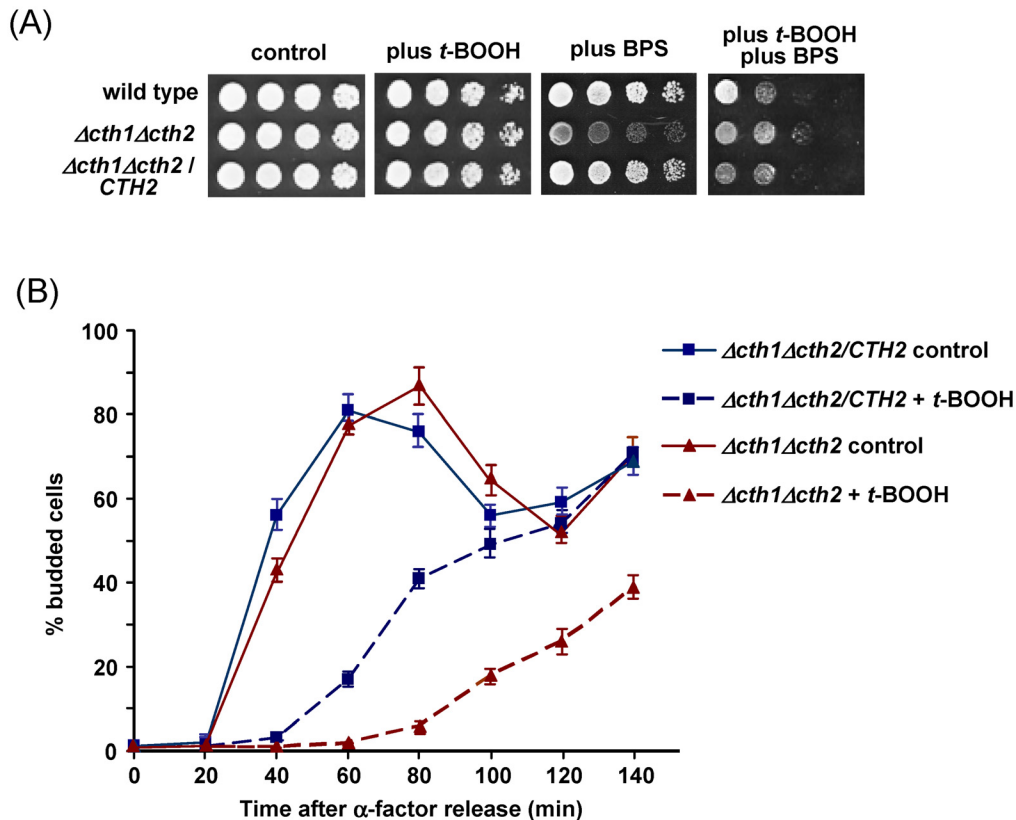 (A)
control
plus t-BOOH
plus BPS
plus t-BOOH
plus BPS
wild type
Δcth1Δcth2
Δcth1Δcth2 /
CTH2
(B)
100
80
60
40
20
0
% budded cells
0 20 40 60 80 100 120 140
Time after α-factor release (min)
Δcth1Δcth2/CTH2 control
Δcth1Δcth2/CTH2 + t-BOOH
Δcth1Δcth2 control
Δcth1Δcth2 + t-BOOH